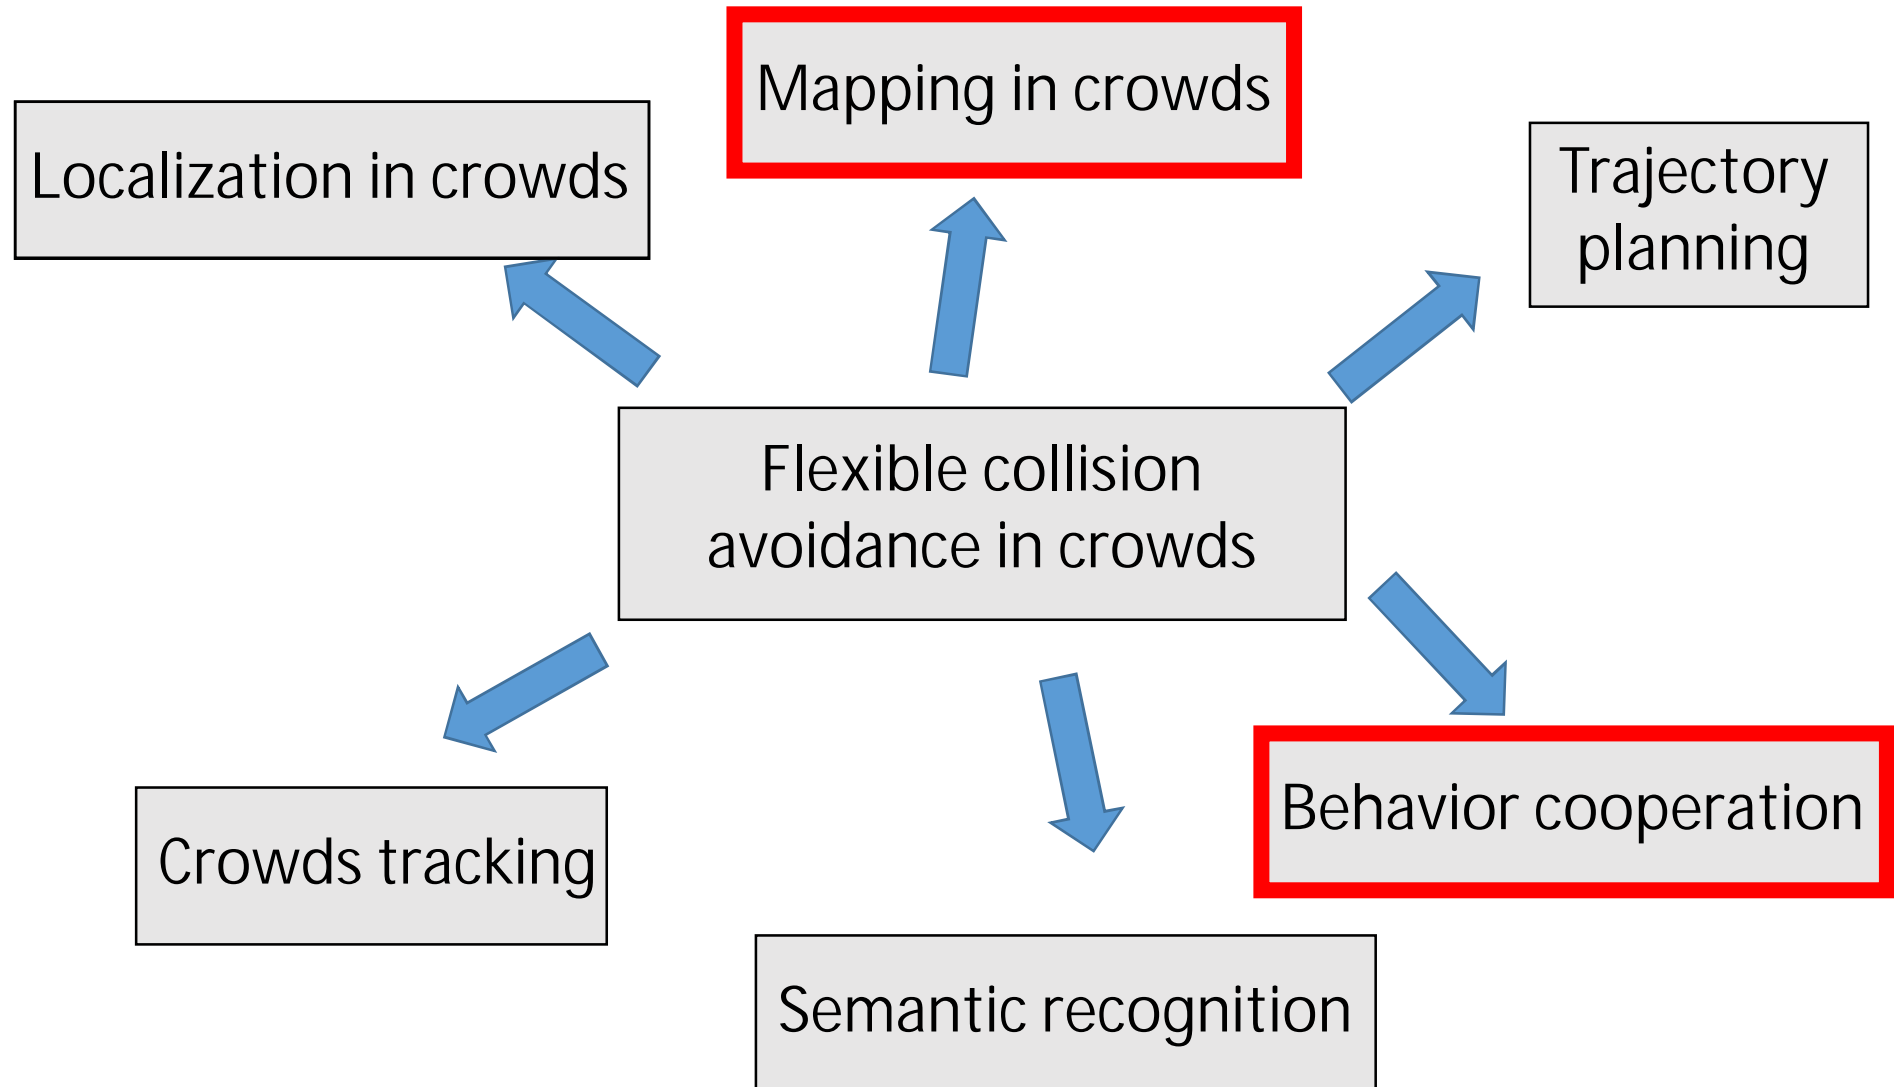 Mapping in crowds
Localization in crowds
Trajectory
planning
Flexible collision
avoidance in crowds
Behavior cooperation
Crowds tracking
Semantic recognition